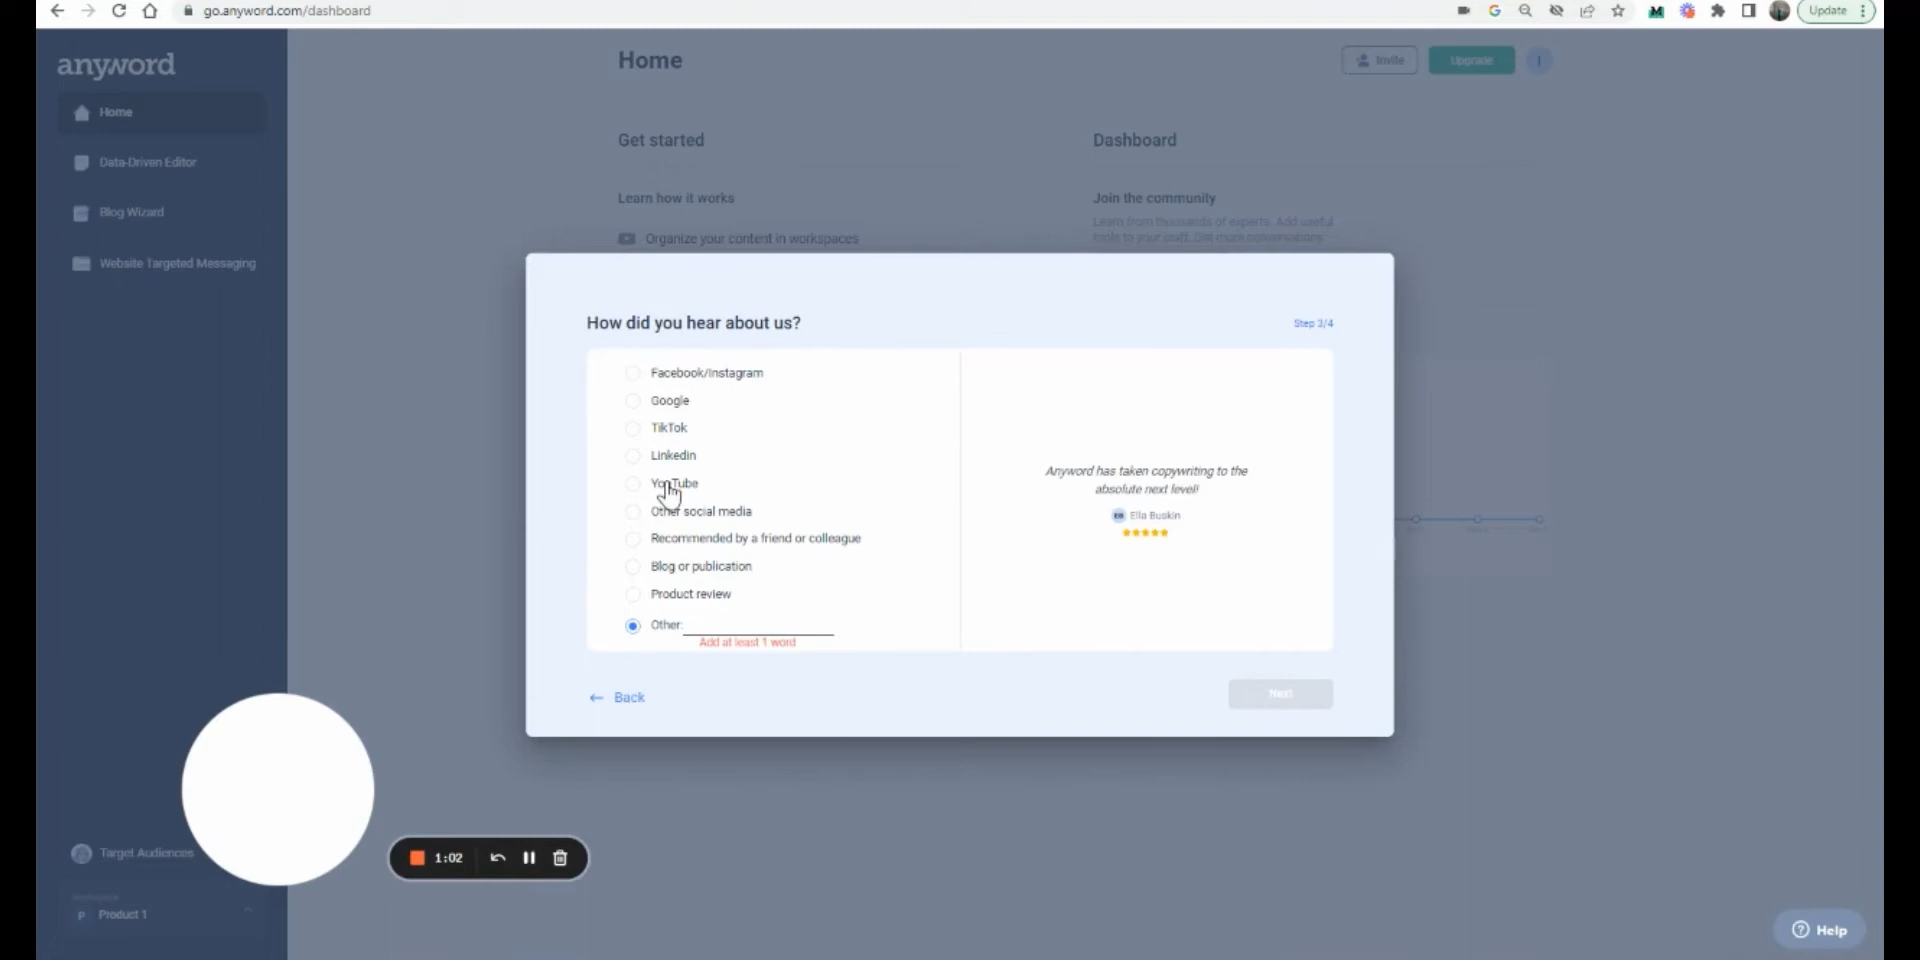 go.anyword.com/dashboard
Update
anyword
Home
Data-Driven Editor
Blog Wizard
Website Targeted Messaging
Target Audiences
P Product 1
Home
Invite
Upgrade
Get started
Dashboard
Learn how it works
Organize your content in workspaces
Join the community
Learn from thousands of experts. Add useful
tools to your craft. Get more conversations.
How did you hear about us?
Step 3/4
Facebook/Instagram
Google
TikTok
Linkedin
YouTube
Other social media
Recommended by a friend or colleague
Blog or publication
Product review
Other:
Add at least 1 word
Anyword has taken copywriting to the
absolute next level!
Ella Buskin
Back
Next
1:02
Help